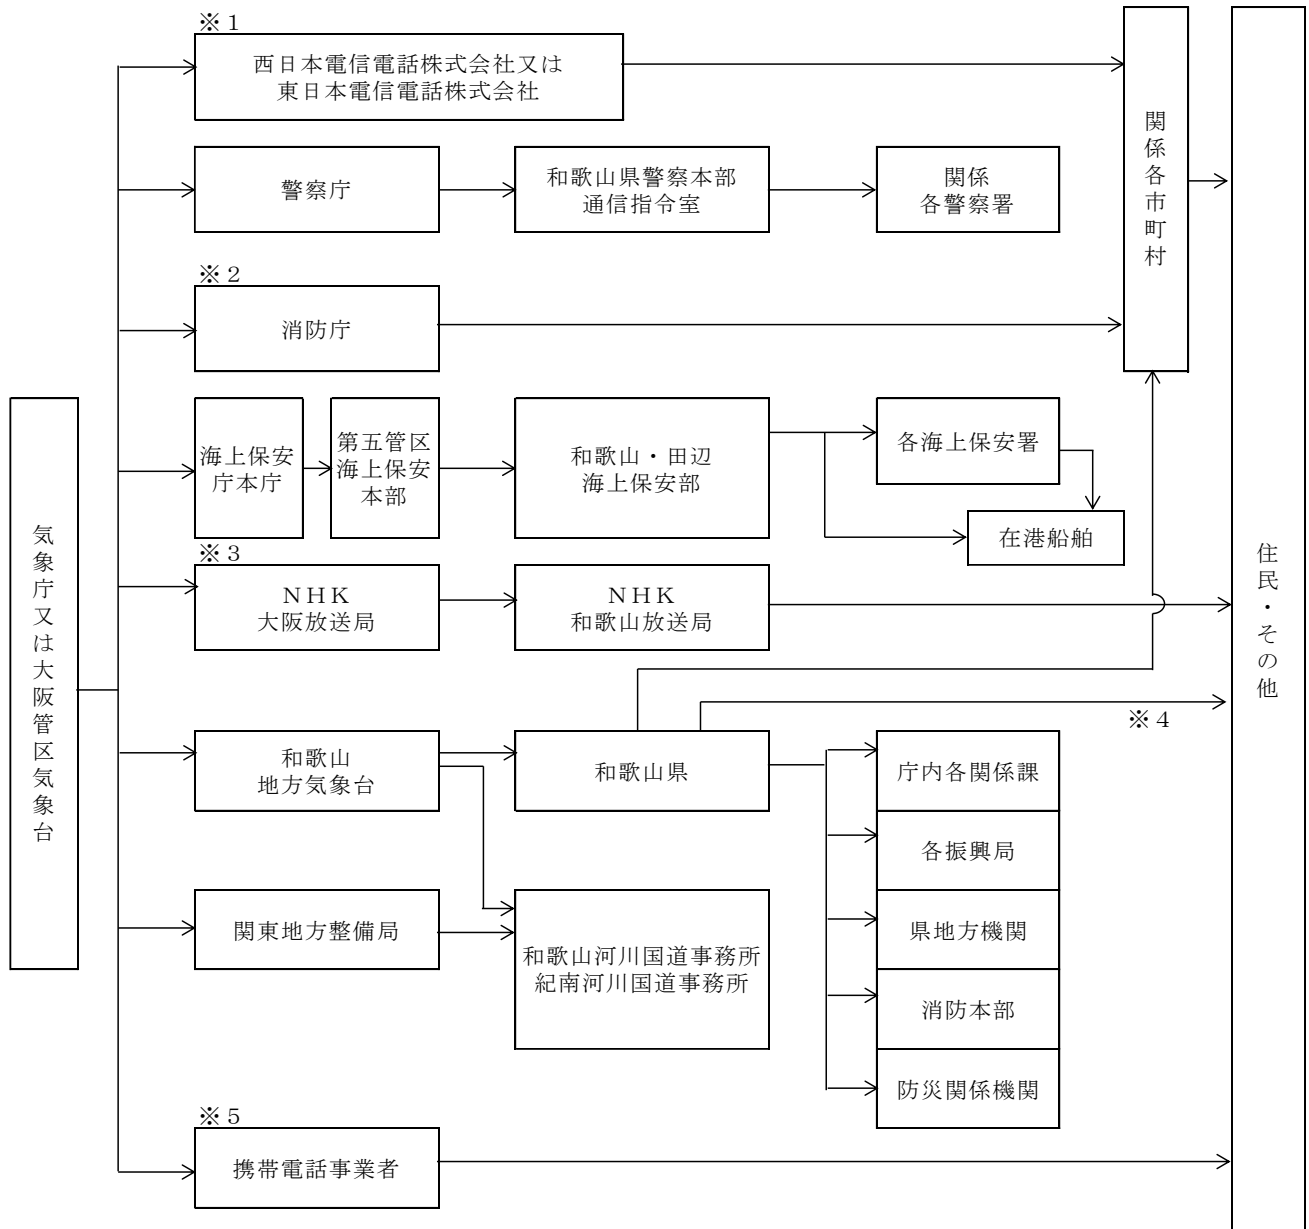 ※１
西日本電信電話株式会社又は
東日本電信電話株式会社
警察庁
和歌山県警察本部
通信指令室
関係
各警察署
関係各市町村
※２
消防庁
海上保安
庁本庁
第五管区
海上保安
本部
和歌山・田辺
海上保安部
各海上保安署
在港船舶
気象庁又は大阪管区気象台
※３
ＮＨＫ
大阪放送局
ＮＨＫ
和歌山放送局
住民・その他
※４
和歌山
地方気象台
和歌山県
庁内各関係課
各振興局
県地方機関
消防本部
防災関係機関
関東地方整備局
和歌山河川国道事務所
紀南河川国道事務所
※５
携帯電話事業者